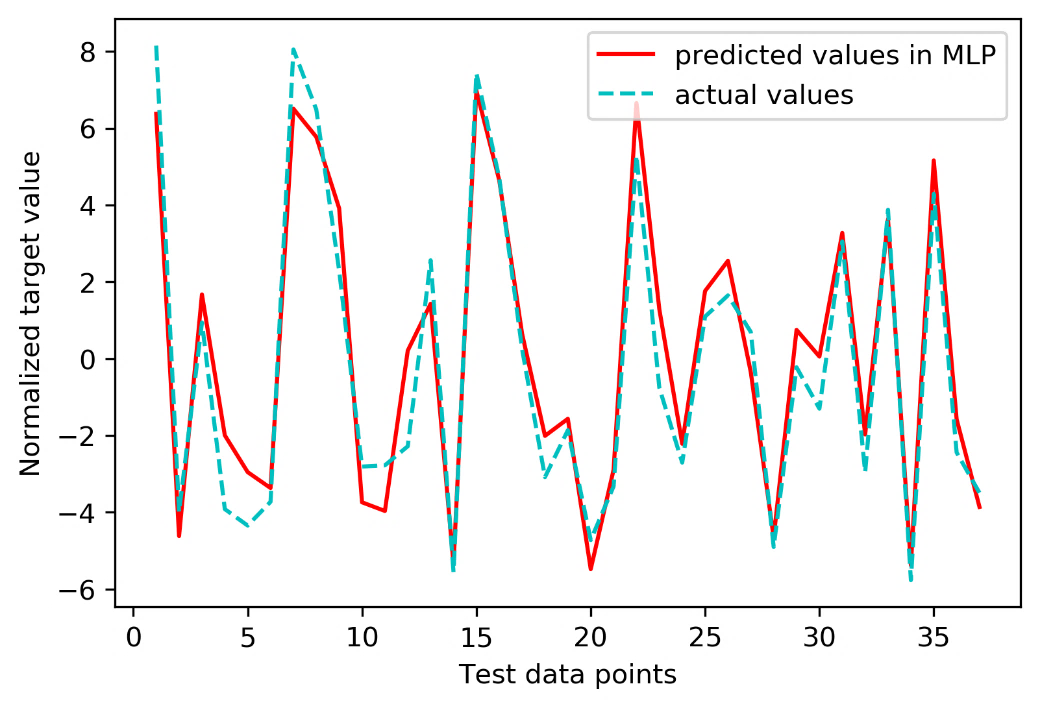 predicted values in MLP
actual values
Normalized target value
8
6
4
2
0
−2
−4
−6
0 5 10 15 20 25 30 35
Test data points